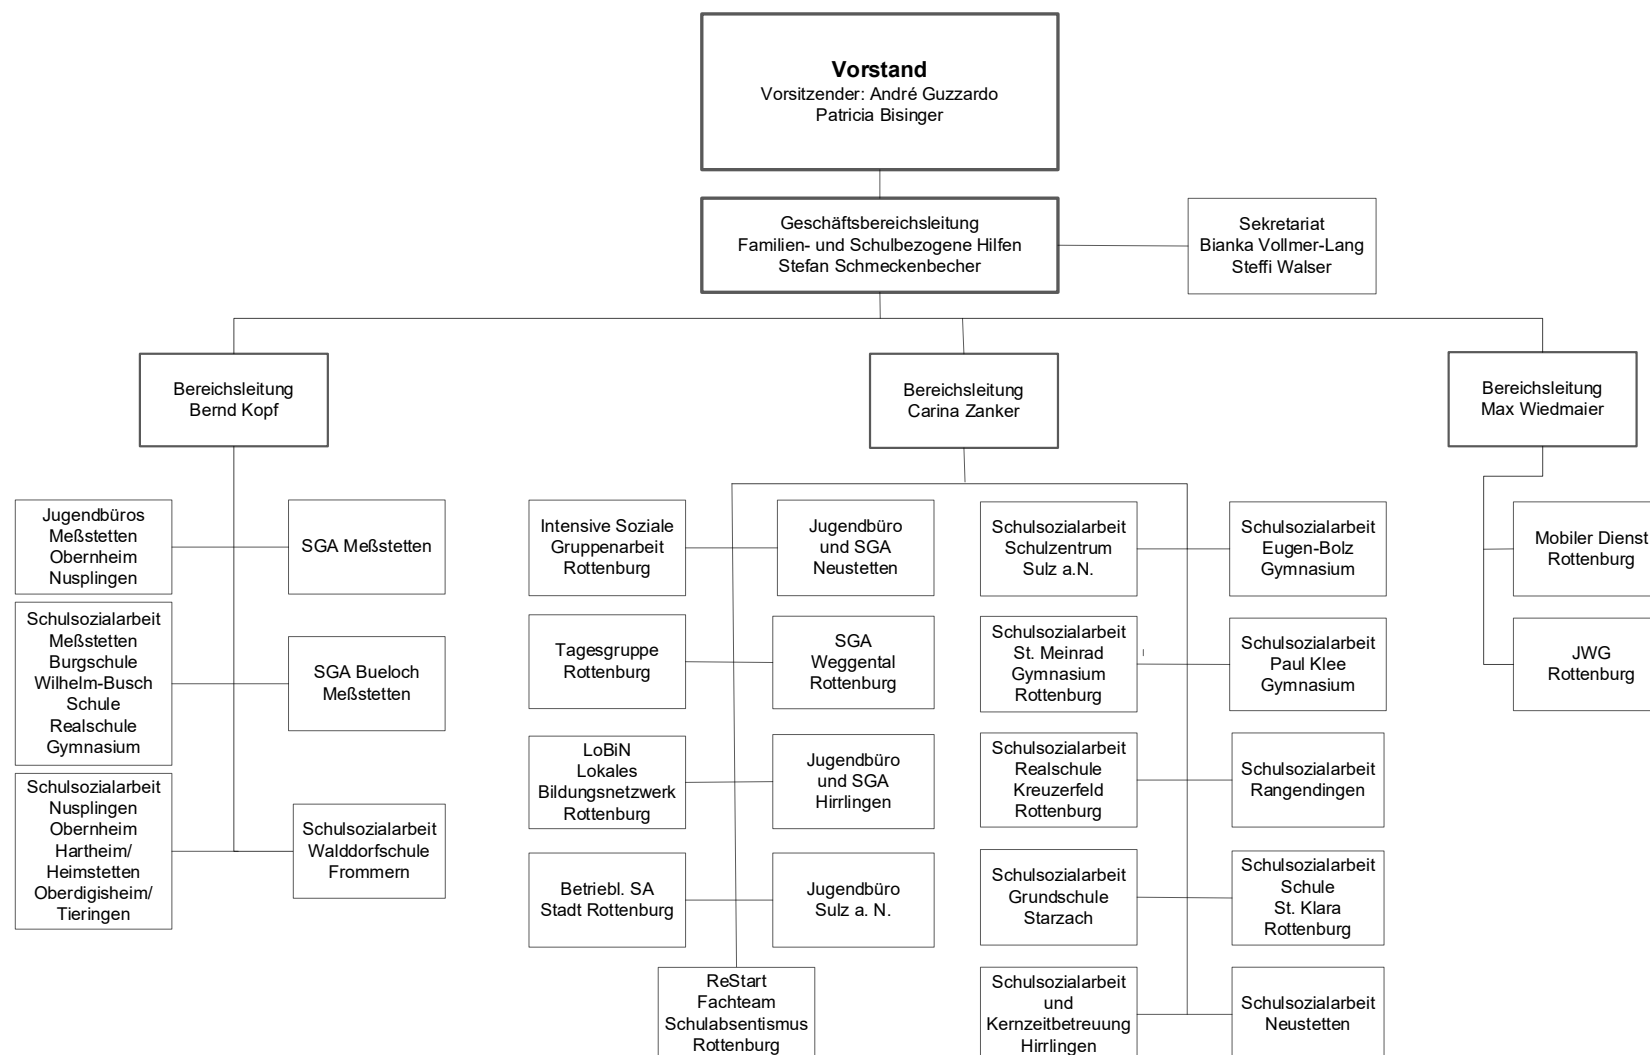 Vorstand
Vorsitzender: André Guzzardo
Patricia Bisinger
Geschäftsbereichsleitung
Familien- und Schulbezogene Hilfen
Stefan Schmeckenbecher
Sekretariat
Bianka Vollmer-Lang
Steffi Walser
Bereichsleitung
Bernd Kopf
Bereichsleitung
Carina Zanker
Bereichsleitung
Max Wiedmaier
Jugendbüros
Meßstetten
Obernheim
Nusplingen
SGA Meßstetten
Schulsozialarbeit
Meßstetten
Burgschule
Wilhelm-Busch
Schule
Realschule
Gymnasium
SGA Bueloch
Meßstetten
Schulsozialarbeit
Nusplingen
Obernheim
Hartheim/
Heimstetten
Oberdigisheim/
Tieringen
Schulsozialarbeit
Walddorfschule
Frommern
Intensive Soziale
Gruppenarbeit
Rottenburg
Jugendbüro
und SGA
Neustetten
Tagesgruppe
Rottenburg
SGA
Weggental
Rottenburg
LoBiN
Lokales
Bildungsnetzwerk
Rottenburg
Jugendbüro
und SGA
Hirrlingen
Betriebl. SA
Stadt Rottenburg
Jugendbüro
Sulz a. N.
ReStart
Fachteam
Schulabsentismus
Rottenburg
Schulsozialarbeit
Schulzentrum
Sulz a.N.
Schulsozialarbeit
Eugen-Bolz
Gymnasium
Schulsozialarbeit
St. Meinrad
Gymnasium
Rottenburg
Schulsozialarbeit
Paul Klee
Gymnasium
Schulsozialarbeit
Realschule
Kreuzerfeld
Rottenburg
Schulsozialarbeit
Rangendingen
Schulsozialarbeit
Grundschule
Starzach
Schulsozialarbeit
Schule
St. Klara
Rottenburg
Schulsozialarbeit
und
Kernzeitbetreuung
Hirrlingen
Schulsozialarbeit
Neustetten
Mobiler Dienst
Rottenburg
JWG
Rottenburg